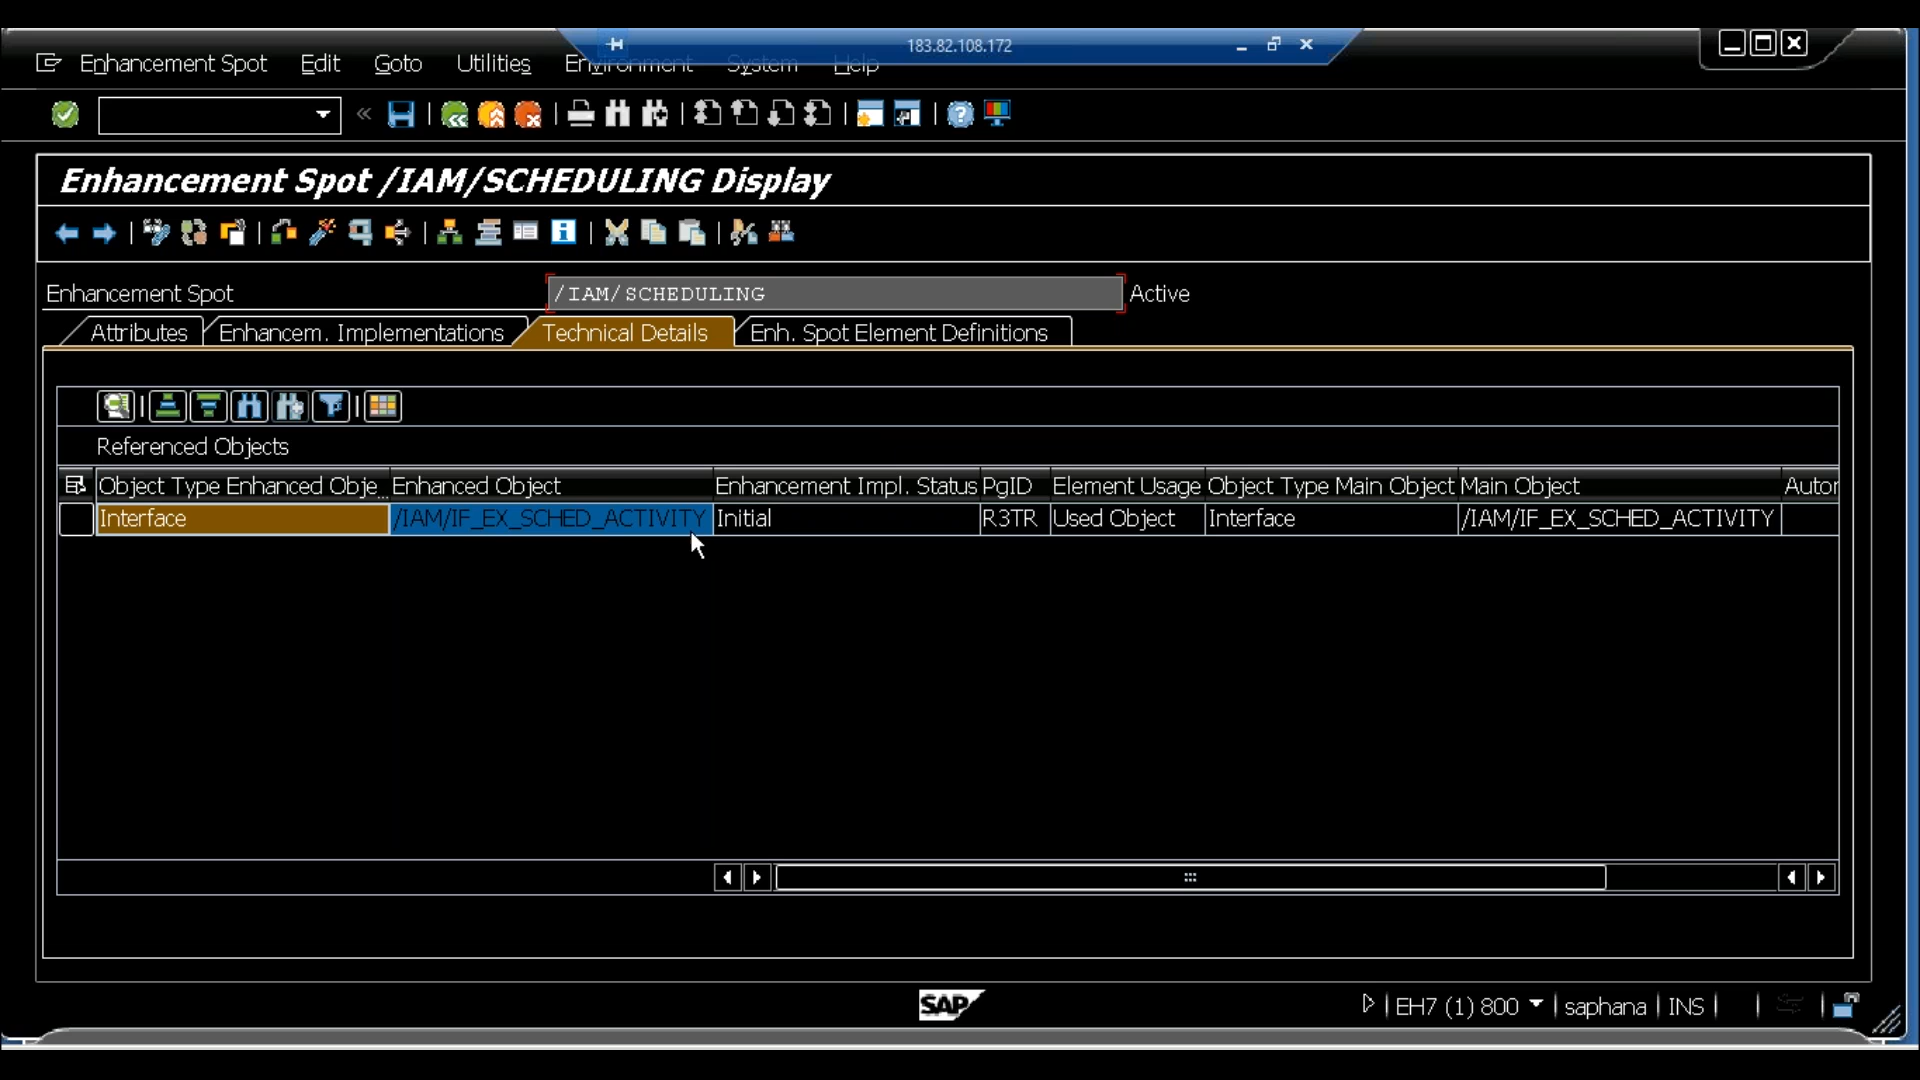 183.82.108.172
Enhancement Spot Edit Goto Utilities Environment System Help
Enhancement Spot /IAM/SCHEDULING Display
Enhancement Spot /IAM/SCHEDULING Active
Attributes Enhancem. Implementations Technical Details Enh. Spot Element Definitions
Referenced Objects
Object Type Enhanced Obje... Enhanced Object Enhancement Impl. Status PgID Element Usage Object Type Main Object Main Object Autor
Interface /IAM/IF_EX_SCHED_ACTIVITY Initial R3TR Used Object Interface /IAM/IF_EX_SCHED_ACTIVITY
SAP EH7 (1) 800 saphana INS